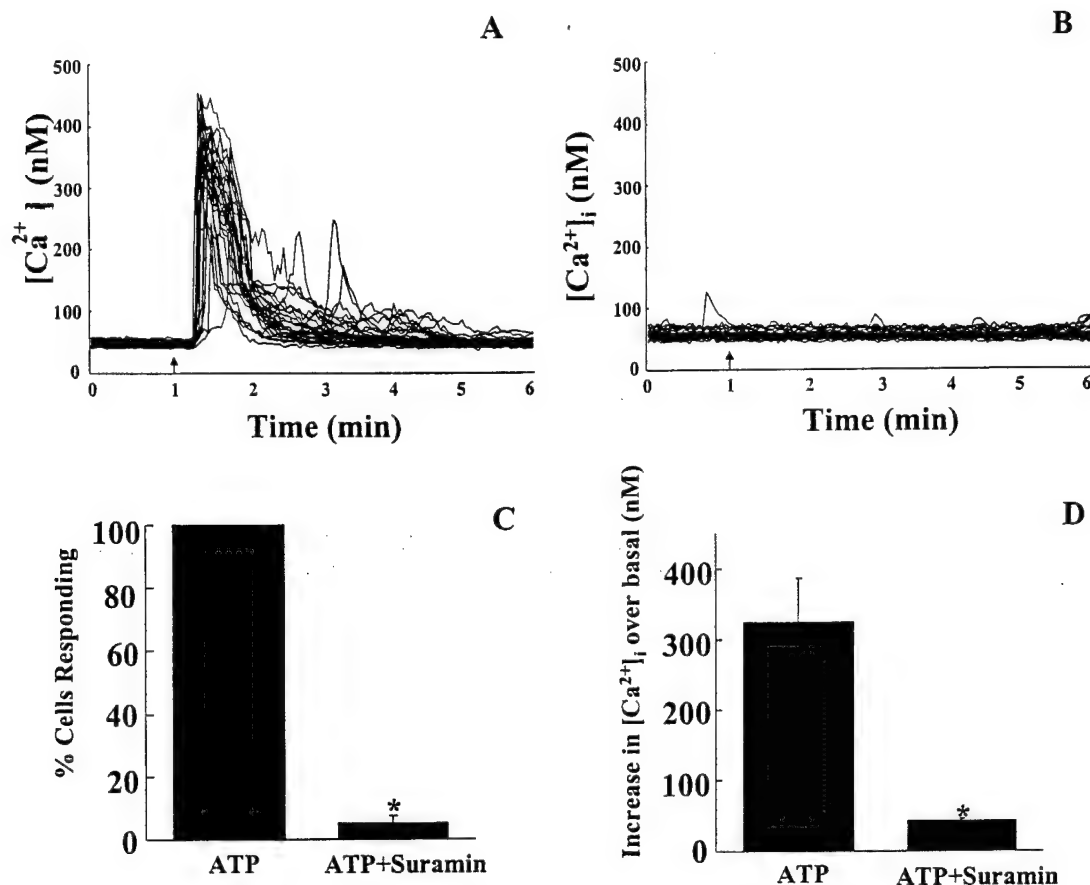 A
500
400
300
200
100
0
[Ca2+]i (nM)
0 1 2 3 4 5 6
Time (min)
B
500
400
300
200
100
0
[Ca2+]i (nM)
0 1 2 3 4 5 6
Time (min)
C
100
80
60
40
20
0
% Cells Responding
*
ATP ATP+Suramin
D
400
300
200
100
0
Increase in [Ca2+]i over basal (nM)
*
ATP ATP+Suramin